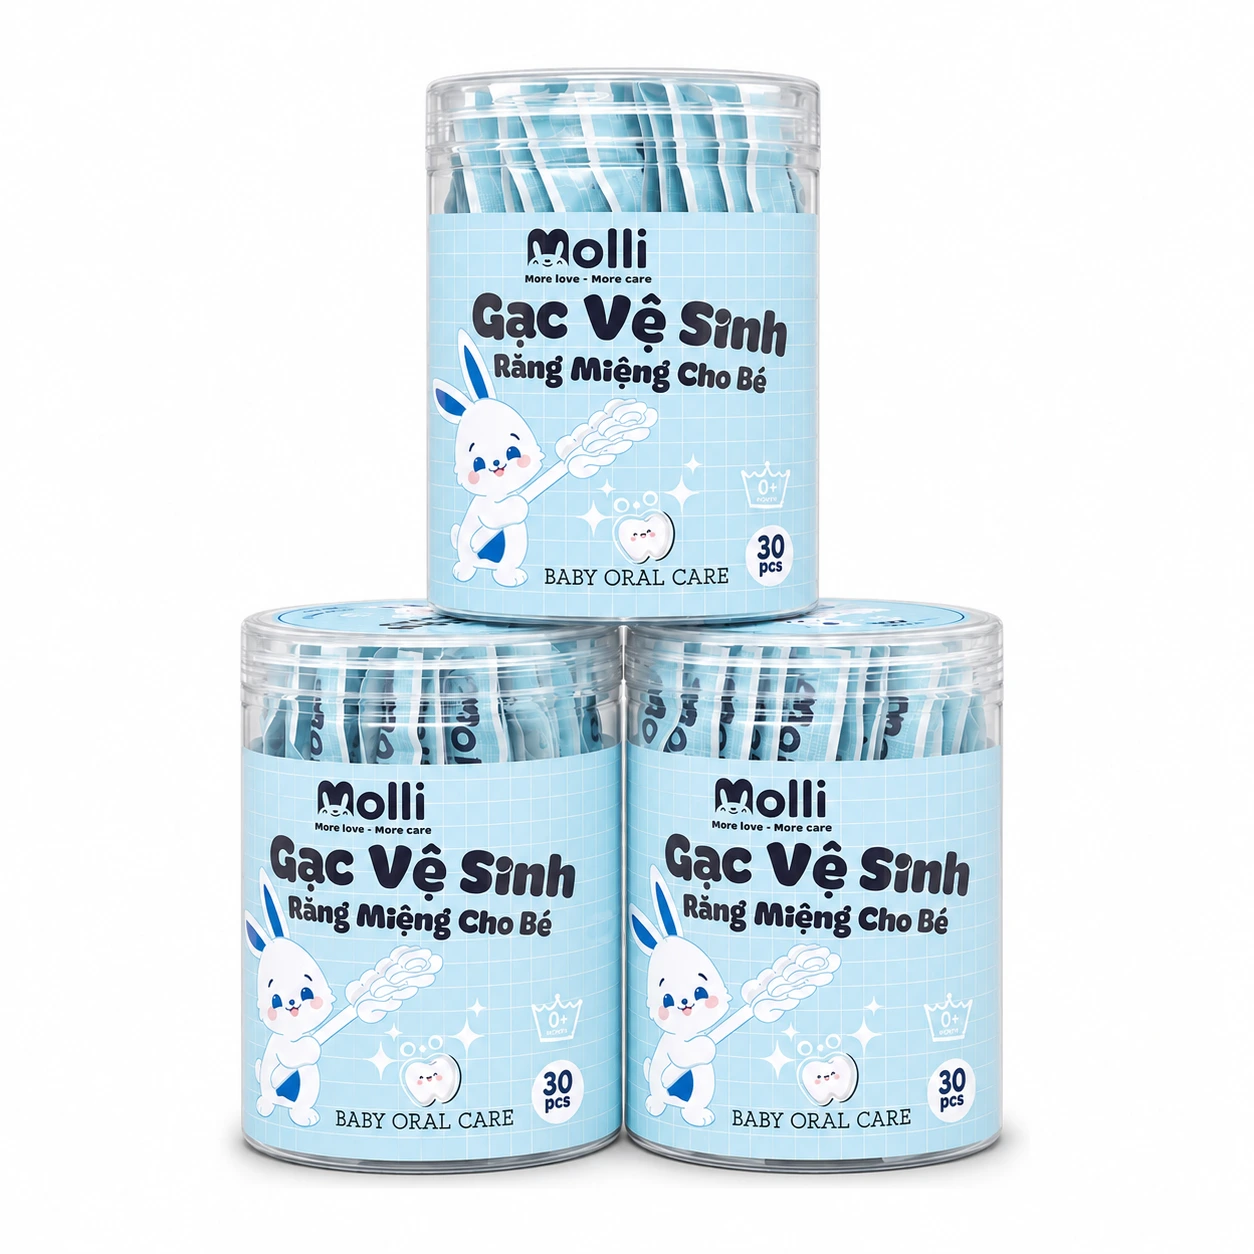 Molli
More love - More care
Gạc Vệ Sinh
Răng Miệng Cho Bé
0+
30
pcs
BABY ORAL CARE
Molli
More love - More care
Gạc Vệ Sinh
Răng Miệng Cho Bé
0+
30
pcs
BABY ORAL CARE
Molli
More love - More care
Gạc Vệ Sinh
Răng Miệng Cho Bé
0+
30
pcs
BABY ORAL CARE